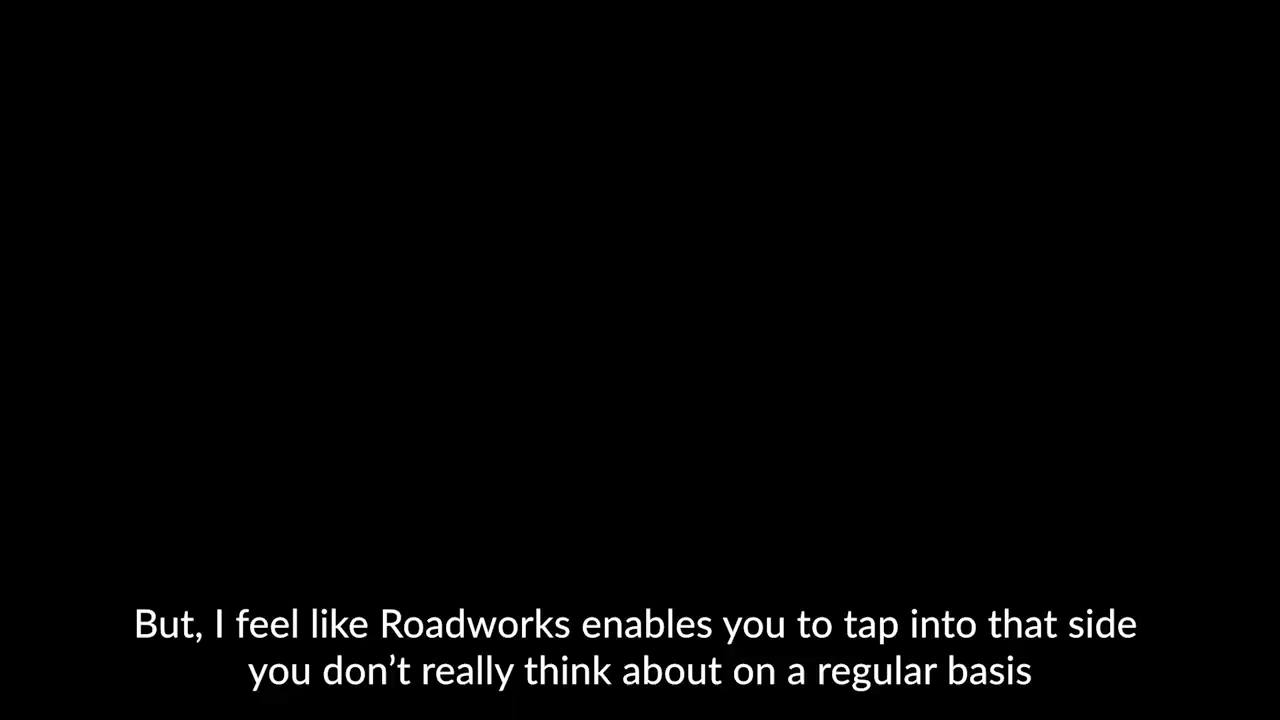 But, I feel like Roadworks enables you to tap into that side
you don’t really think about on a regular basis